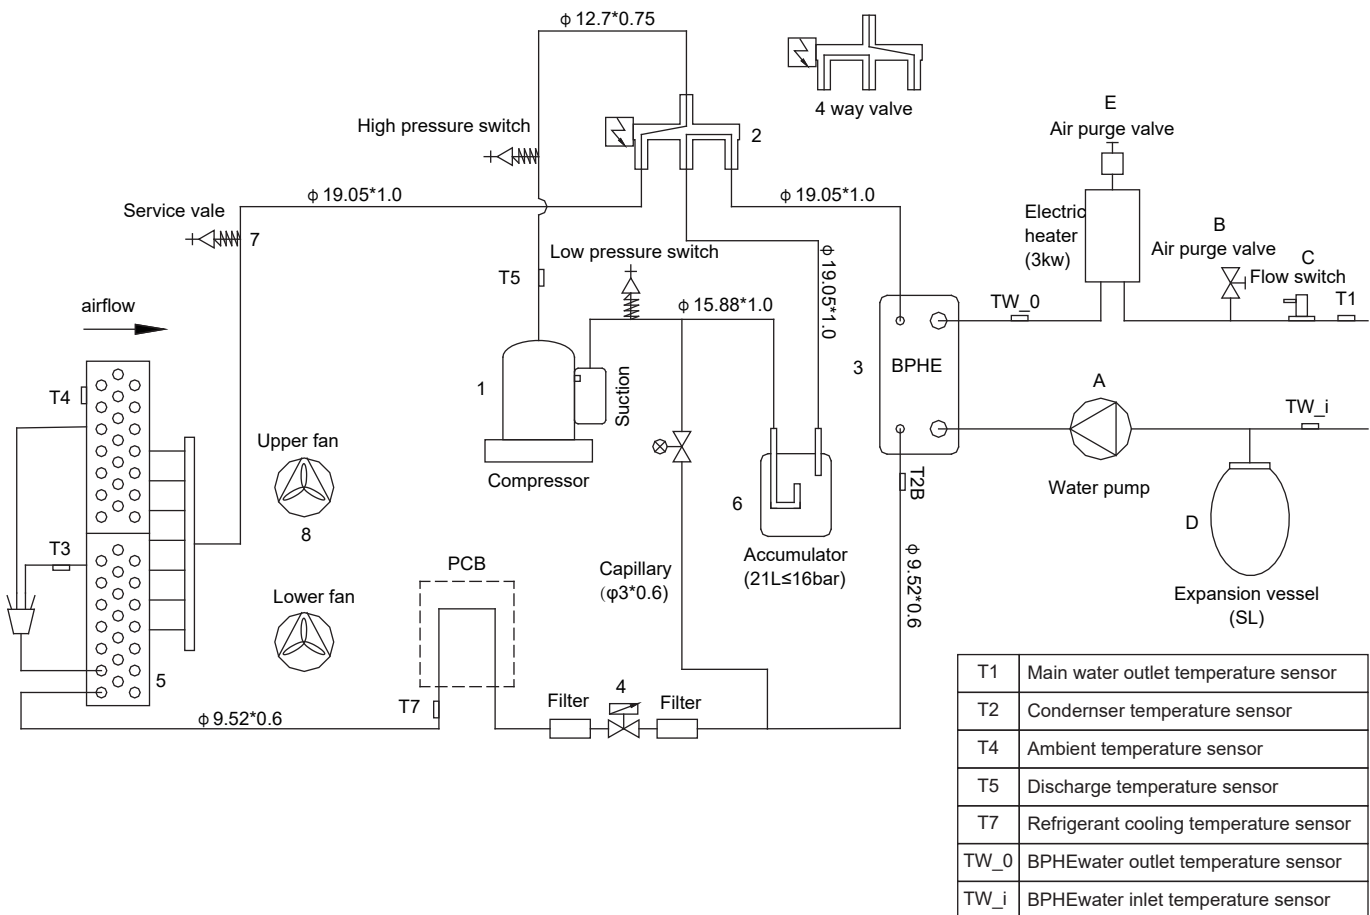 ϕ 12.7*0.75
4 way valve
E
Air purge valve
High pressure switch
2
ϕ 19.05*1.0
ϕ 19.05*1.0
Service vale
7
Electric
heater
(3kw)
B
Air purge valve
C
Flow switch
Low pressure switch
T5
ϕ 19.05*1.0
ϕ 15.88*1.0
TW_0
T1
airflow
3
BPHE
1
Suction
A
T4
TW_i
Upper fan
Compressor
T2B
Water pump
6
8
D
T3
PCB
Capillary
(φ3*0.6)
Accumulator
(21L≤16bar)
ϕ 9.52*0.6
Lower fan
Expansion vessel
(SL)
5
T7
Filter
4
Filter
ϕ 9.52*0.6
T1 Main water outlet temperature sensor
T2 Condernser temperature sensor
T4 Ambient temperature sensor
T5 Discharge temperature sensor
T7 Refrigerant cooling temperature sensor
TW_0 BPHEwater outlet temperature sensor
TW_i BPHEwater inlet temperature sensor